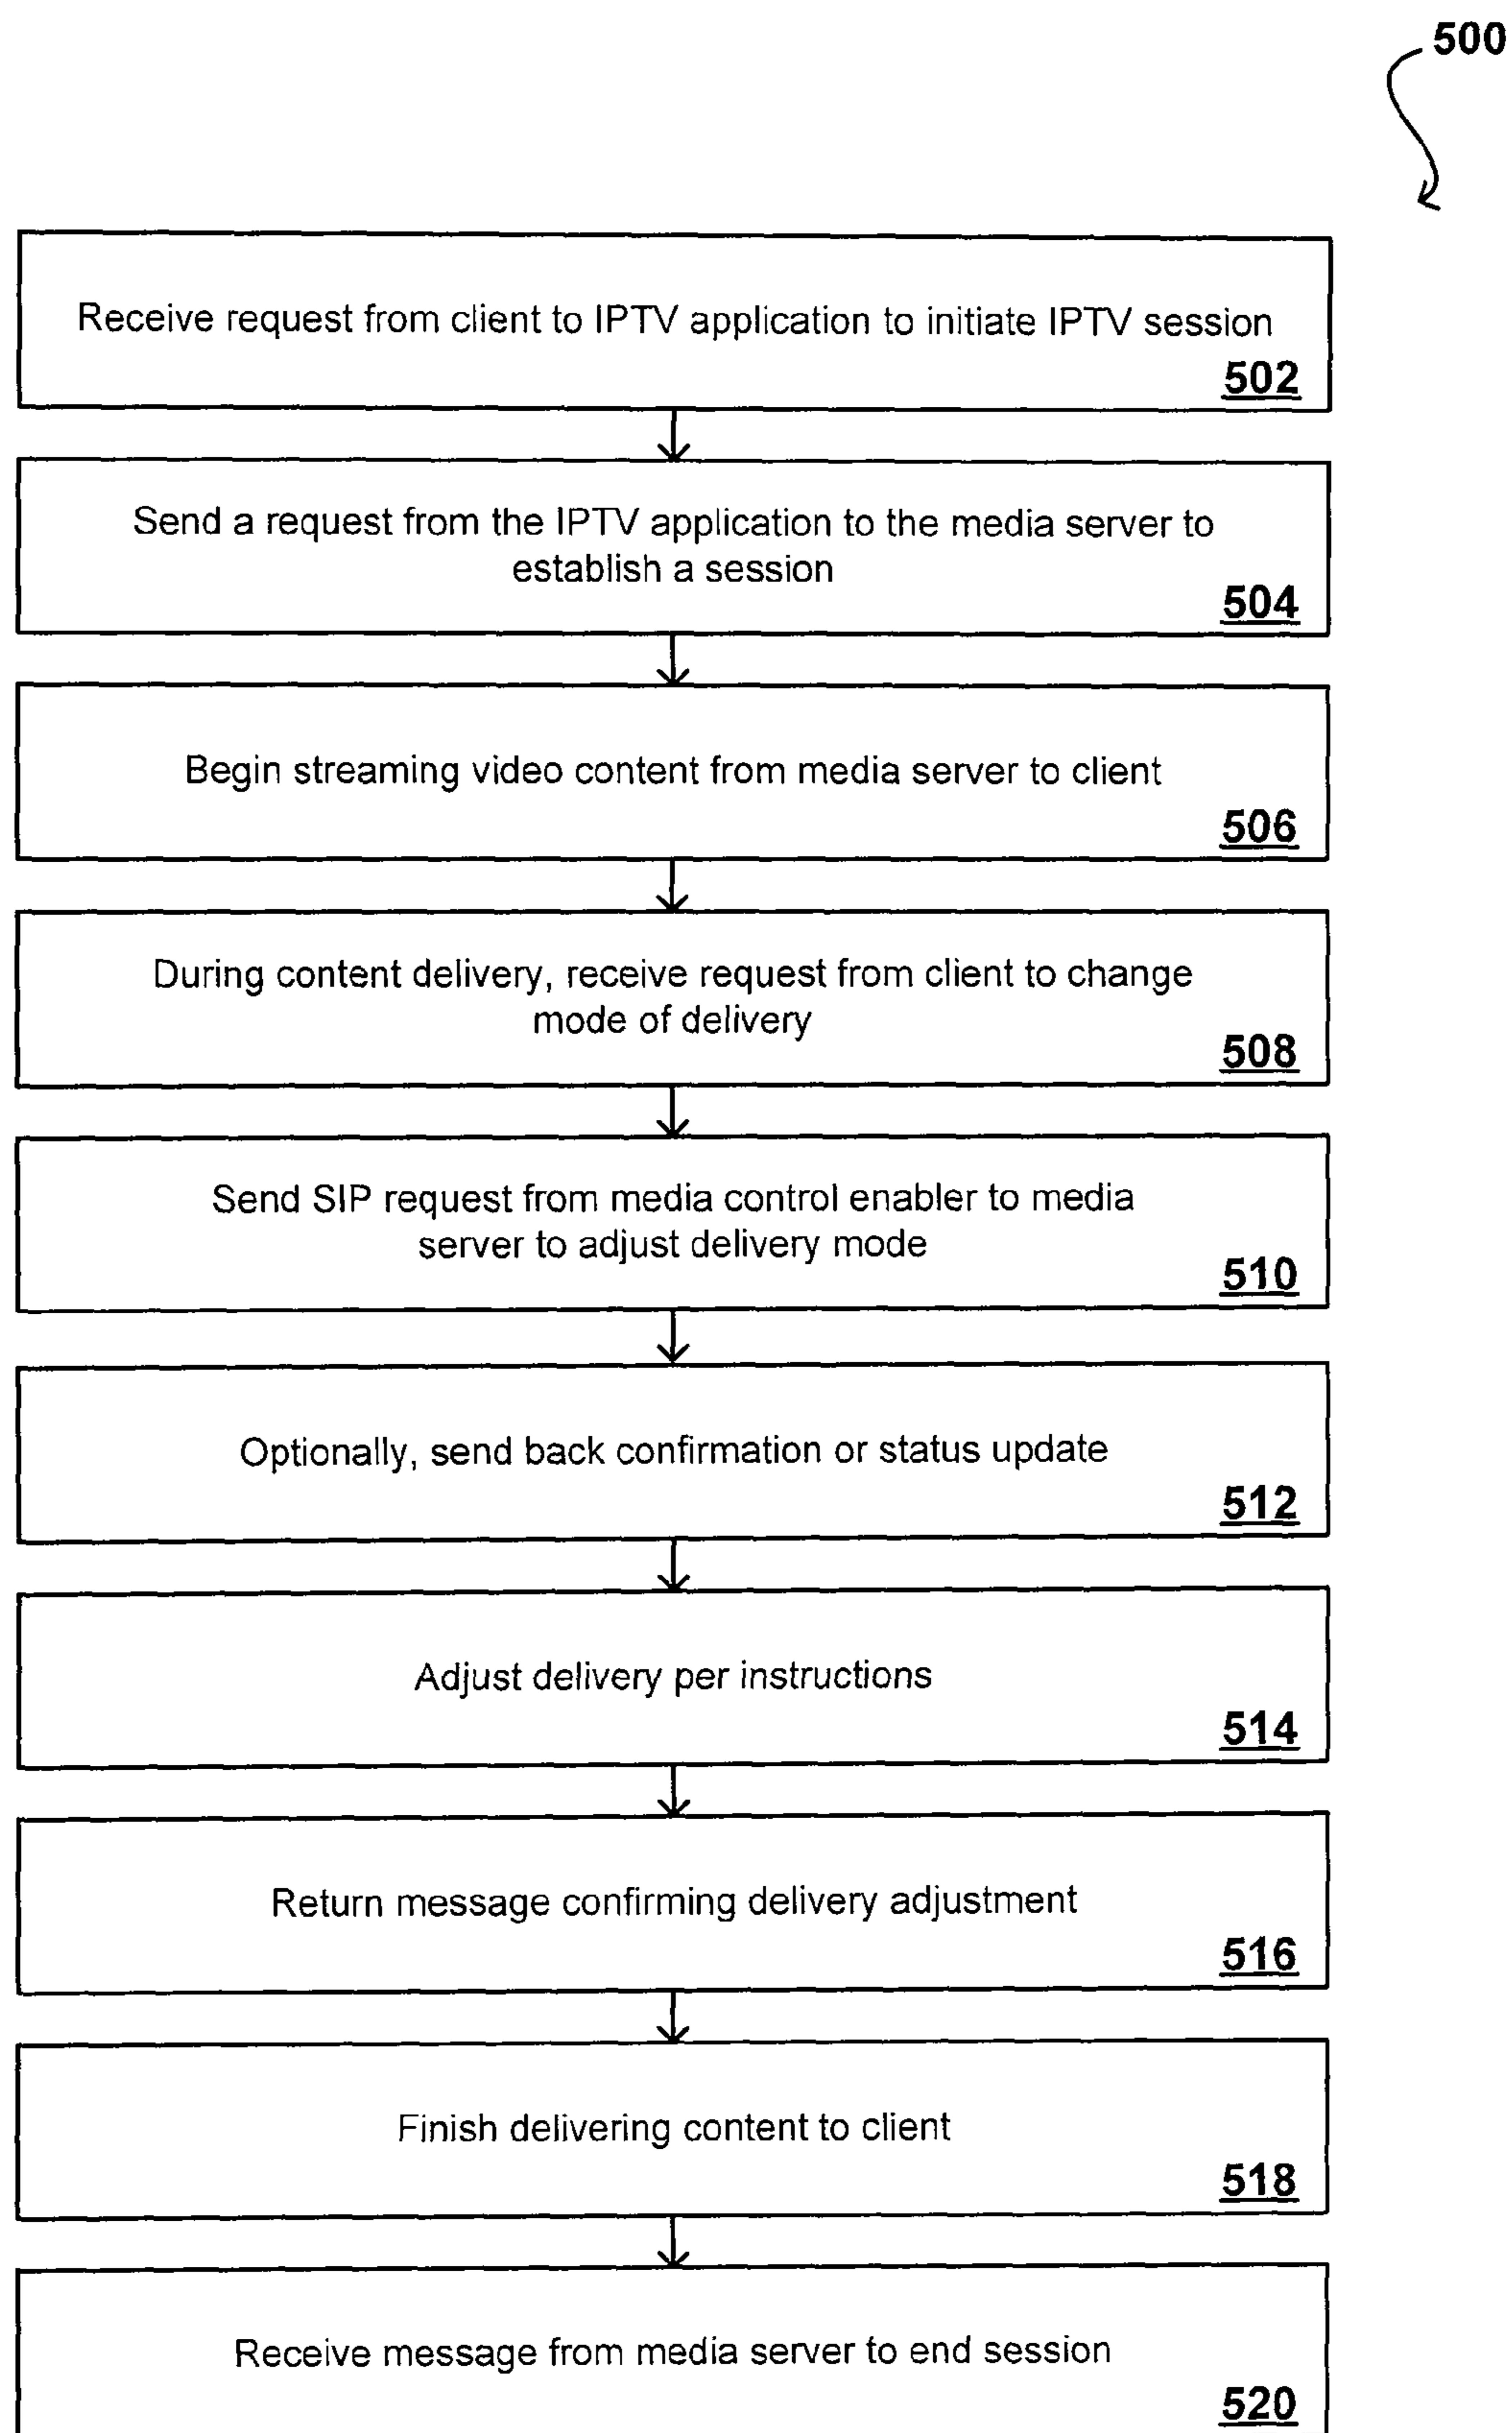 500
Receive request from client to IPTV application to initiate IPTV session
502
Send a request from the IPTV application to the media server to
establish a session
504
Begin streaming video content from media server to client
506
During content delivery, receive request from client to change
mode of delivery
508
Send SIP request from media control enabler to media
server to adjust delivery mode
510
Optionally, send back confirmation or status update
512
Adjust delivery per instructions
514
Return message confirming delivery adjustment
516
Finish delivering content to client
518
Receive message from media server to end session
520